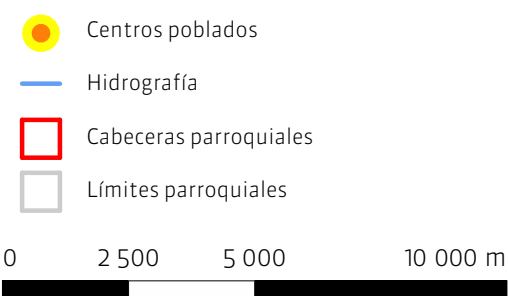 Centros poblados
Hidrografía
Cabeceras parroquiales
Límites parroquiales
0 2 500 5 000 10 000 m